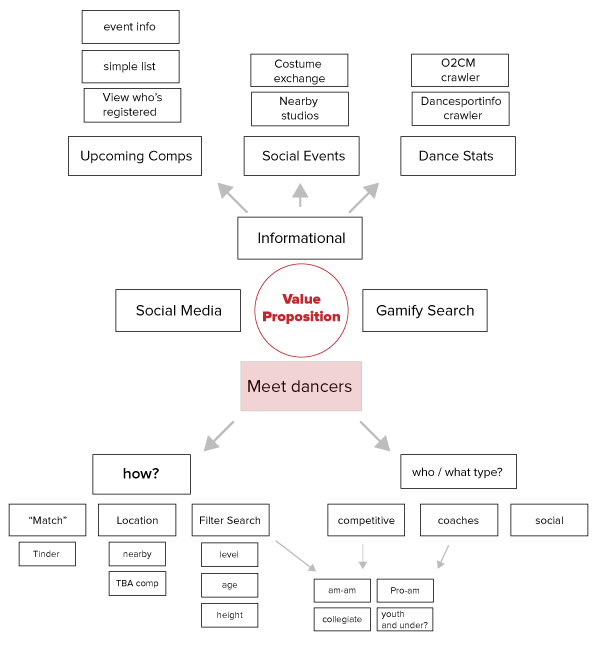 event info
simple list
View who's
registered
Costume
exchange
Nearby
studios
O2CM
crawler
Dancesportinfo
crawler
Upcoming Comps
Social Events
Dance Stats
Informational
Social Media
Value
Proposition
Gamify Search
Meet dancers
how?
who / what type?
“Match”
Location
Filter Search
competitive
coaches
social
Tinder
nearby
TBA comp
level
age
height
am-am
Pro-am
collegiate
youth
and under?